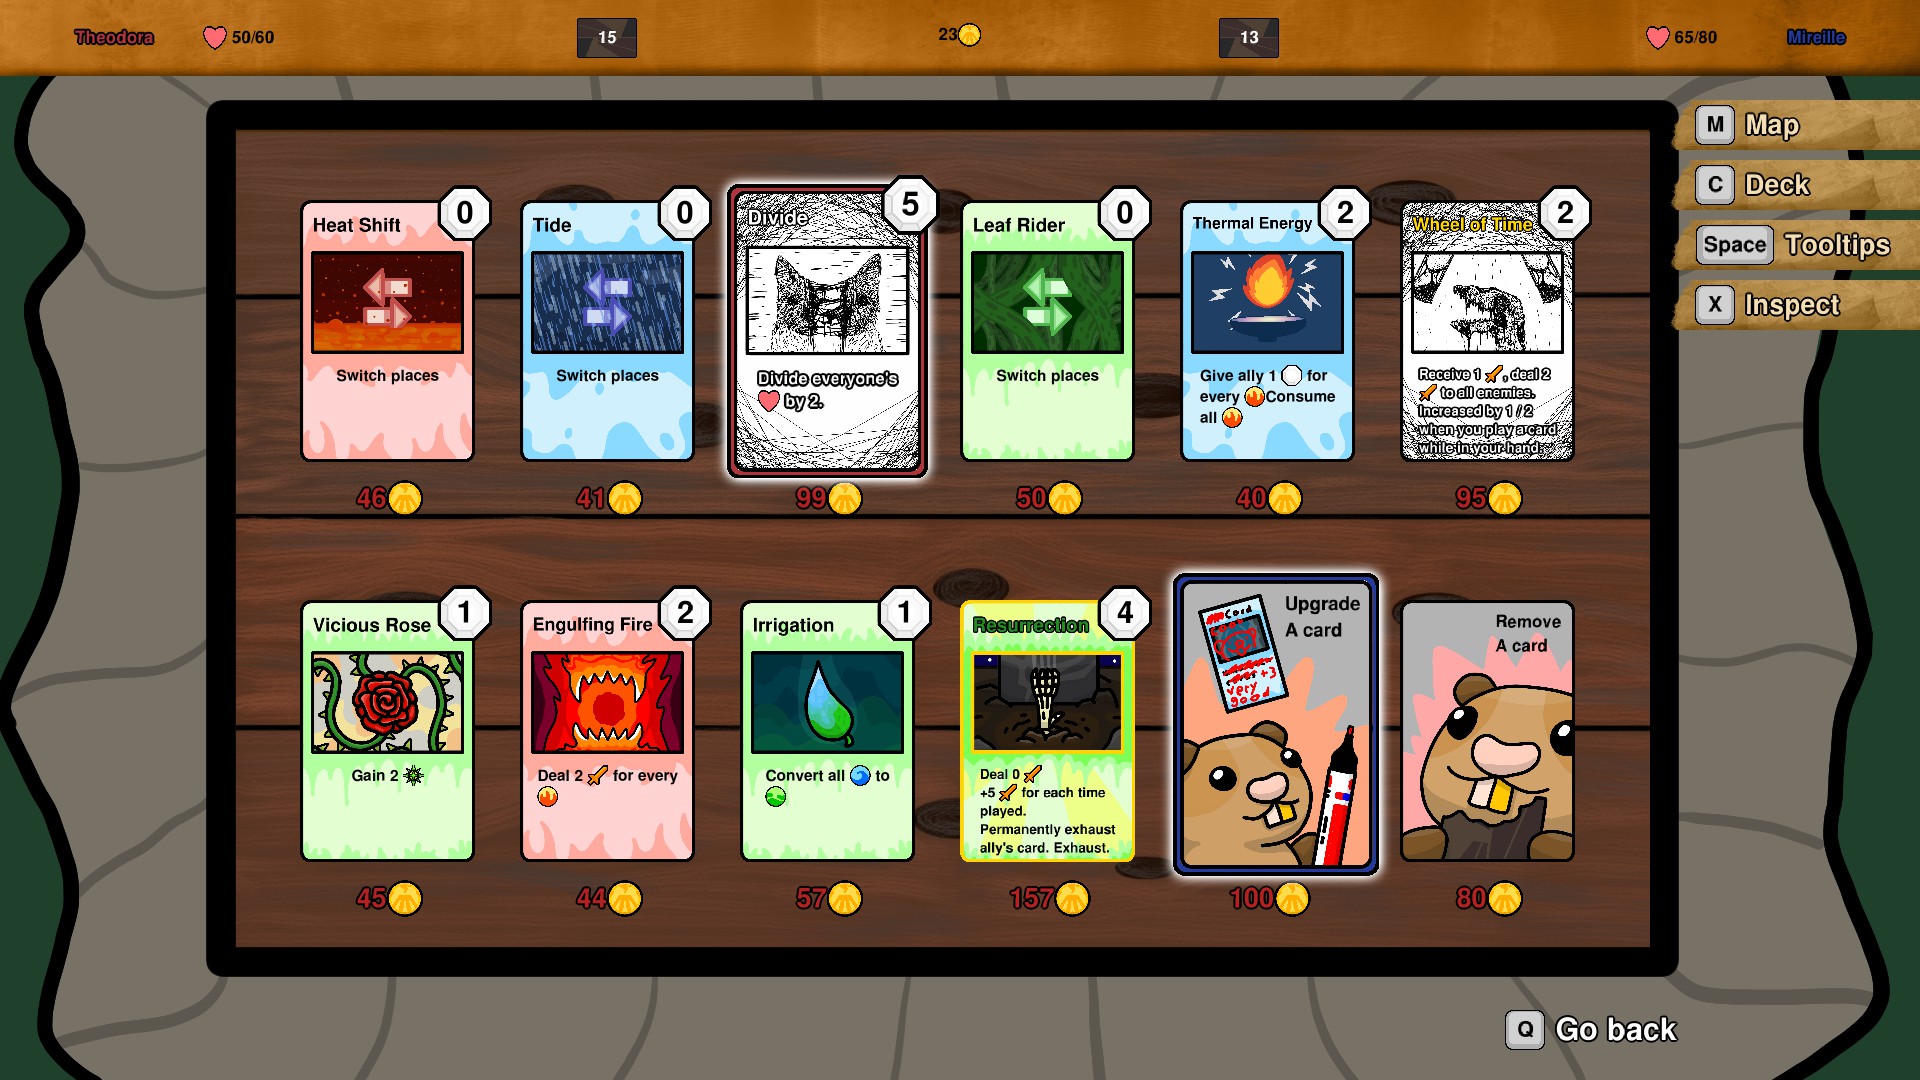 Theodora 50/60 15 23 13 65/80 Mireille
M Map
C Deck
Space Tooltips
X Inspect
Heat Shift 0
Switch places
46
Tide 0
Switch places
41
Divide 5
Divide everyone's
by 2.
99
Leaf Rider 0
Switch places
50
Thermal Energy 2
Give ally 1 for
every Consume
all
40
Wheel of Time 2
Receive 1 , deal 2
to all enemies.
Increased by 1 / 2
when you play a card
while in your hand.
95
Vicious Rose 1
Gain 2
45
Engulfing Fire 2
Deal 2 for every
44
Irrigation 1
Convert all to
57
Resurrection 4
Deal 0
+5 for each time
played.
Permanently exhaust
ally's card. Exhaust.
157
Upgrade
A card
Card
+3
very
good
100
Remove
A card
80
Q Go back